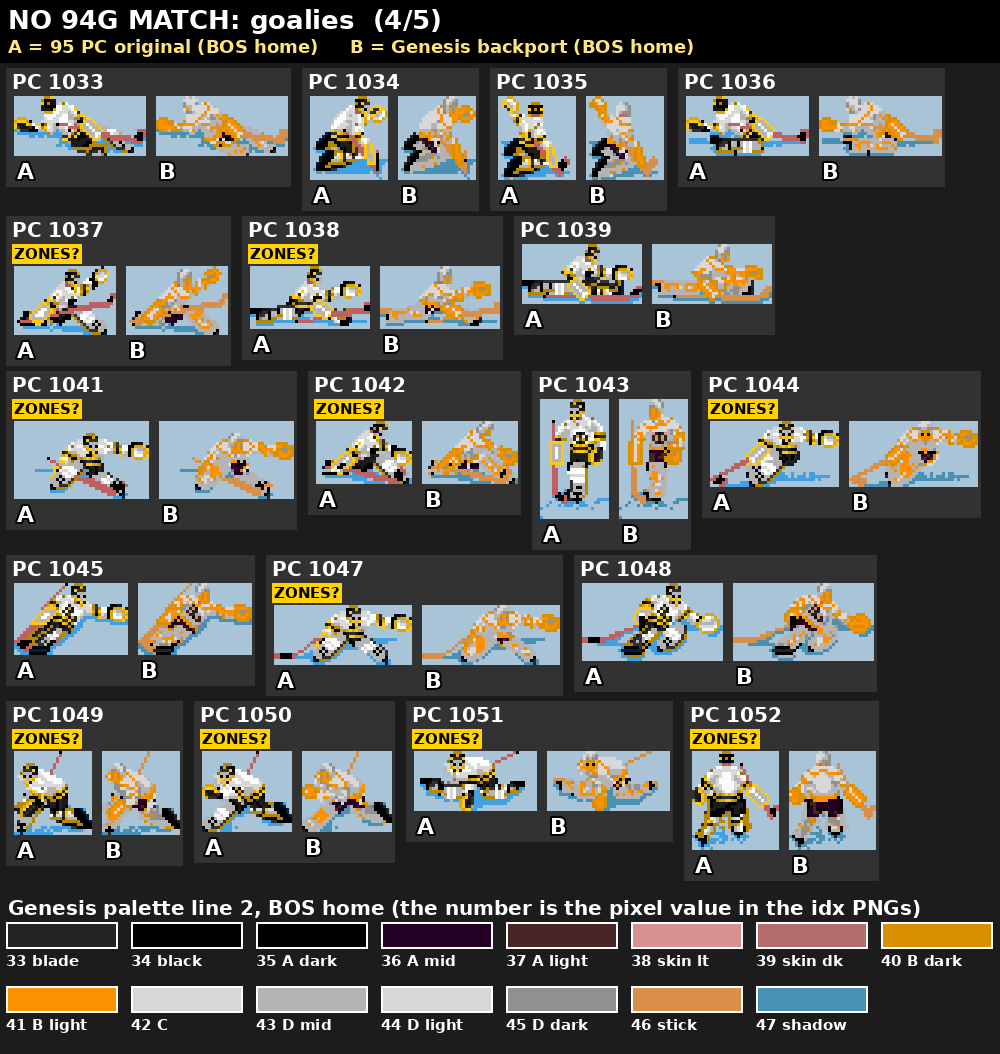 NO 94G MATCH: goalies (4/5)
A = 95 PC original (BOS home) B = Genesis backport (BOS home)
PC 1033 PC 1034 PC 1035 PC 1036
A B A B A B A B
PC 1037 PC 1038 PC 1039
ZONES? ZONES?
A B A B A B
PC 1041 PC 1042 PC 1043 PC 1044
ZONES? ZONES? ZONES?
A B A B A B A B
PC 1045 PC 1047 PC 1048
ZONES?
A B A B A B
PC 1049 PC 1050 PC 1051 PC 1052
ZONES? ZONES? ZONES? ZONES?
A B A B A B A B
Genesis palette line 2, BOS home (the number is the pixel value in the idx PNGs)
33 blade 34 black 35 A dark 36 A mid 37 A light 38 skin lt 39 skin dk 40 B dark
41 B light 42 C 43 D mid 44 D light 45 D dark 46 stick 47 shadow